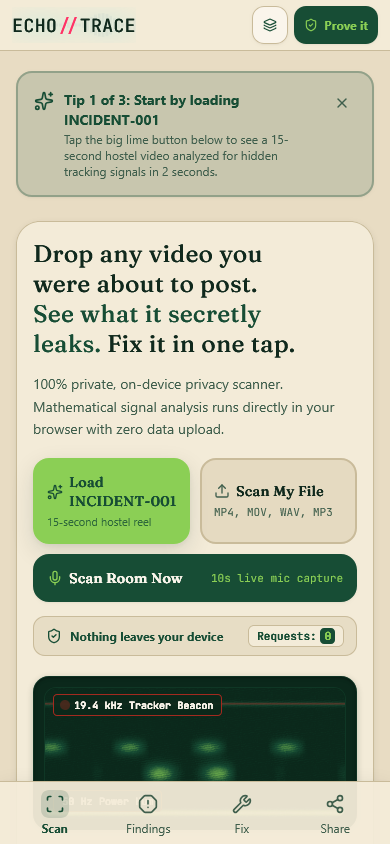 ECHO//TRACE
Prove it
Tip 1 of 3: Start by loading
INCIDENT-001
Tap the big lime button below to see a 15-
second hostel video analyzed for hidden
tracking signals in 2 seconds.
Drop any video you
were about to post.
See what it secretly
leaks. Fix it in one tap.
100% private, on-device privacy scanner.
Mathematical signal analysis runs directly in your
browser with zero data upload.
Load
INCIDENT-001
15-second hostel reel
Scan My File
MP4, MOV, WAV, MP3
Scan Room Now
10s live mic capture
Nothing leaves your device
Requests: 0
19.4 kHz Tracker Beacon
Scan
Findings
Fix
Share